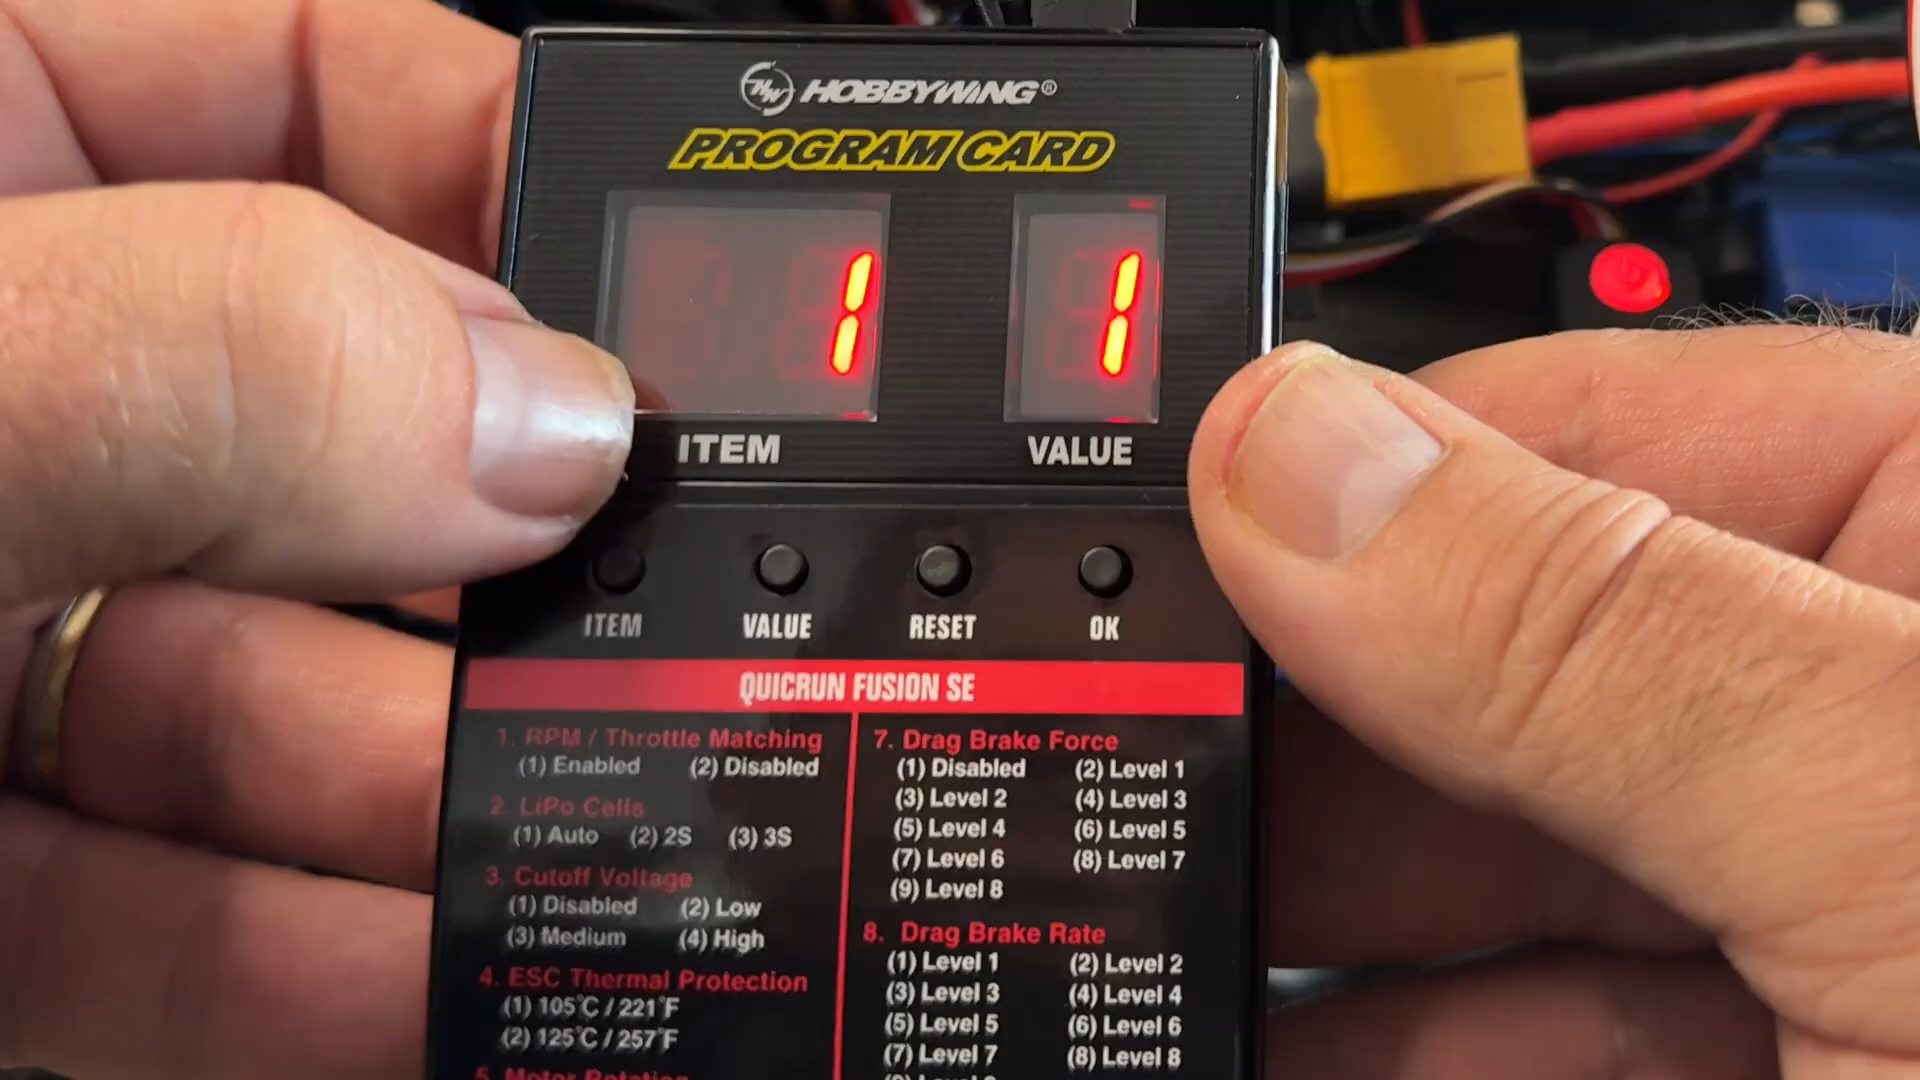 HOBBYWING®
PROGRAM CARD
1 1
ITEM VALUE
ITEM VALUE RESET OK
QUICRUN FUSION SE
1. RPM / Throttle Matching
(1) Enabled (2) Disabled
2. LiPo Cells
(1) Auto (2) 2S (3) 3S
3. Cutoff Voltage
(1) Disabled (2) Low
(3) Medium (4) High
4. ESC Thermal Protection
(1) 105℃ / 221℉
(2) 125℃ / 257℉
5. Motor Rotation
7. Drag Brake Force
(1) Disabled (2) Level 1
(3) Level 2 (4) Level 3
(5) Level 4 (6) Level 5
(7) Level 6 (8) Level 7
(9) Level 8
8. Drag Brake Rate
(1) Level 1 (2) Level 2
(3) Level 3 (4) Level 4
(5) Level 5 (6) Level 6
(7) Level 7 (8) Level 8